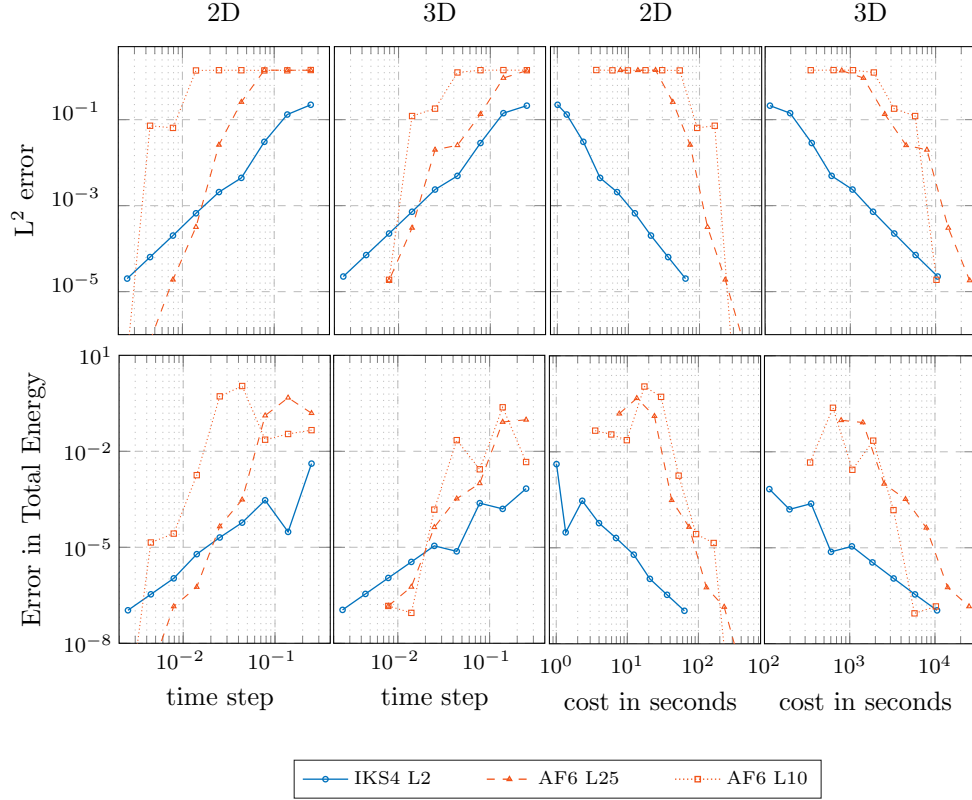 2D 3D 2D 3D
L² error
10⁻¹
10⁻³
10⁻⁵
Error in Total Energy
10¹
10⁻²
10⁻⁵
10⁻⁸
10⁻² 10⁻¹ 10⁻² 10⁻¹ 10⁰ 10¹ 10² 10² 10³ 10⁴
time step time step cost in seconds cost in seconds
IKS4 L2 AF6 L25 AF6 L10